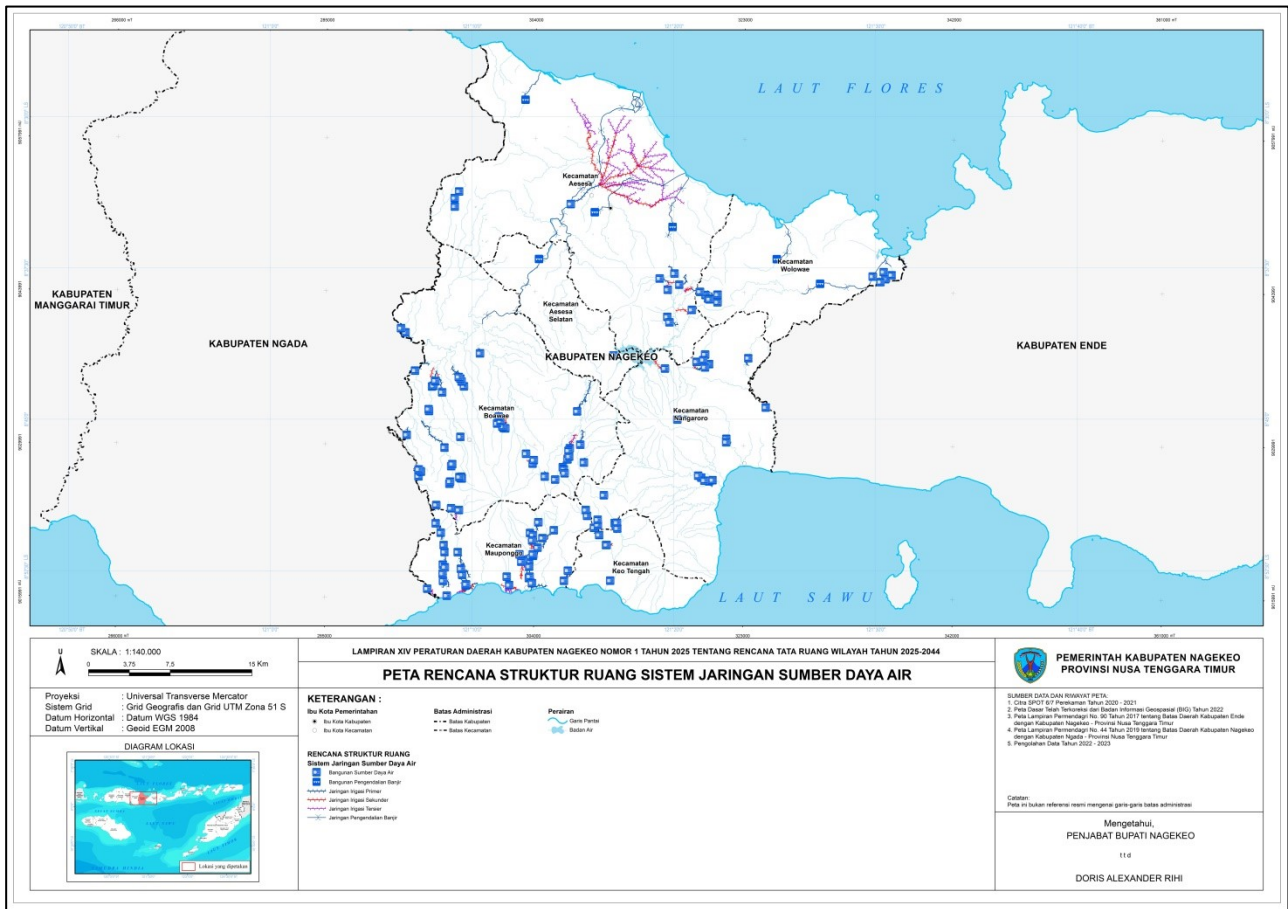 LAUT FLORES
Kecamatan
Aesesa
Kecamatan
Wolowae
KABUPATEN
MANGGARAI TIMUR
KABUPATEN NGADA
Kecamatan
Aesesa
Selatan
KABUPATEN NAGEKEO
KABUPATEN ENDE
Kecamatan
Boawae
Kecamatan
Nangaroro
Kecamatan
Mauponggo
Kecamatan
Keo Tengah
LAUT SAWU
U
SKALA : 1:140.000
0 3.75 7.5 15 Km
Proyeksi : Universal Transverse Mercator
Sistem Grid : Grid Geografis dan Grid UTM Zona 51 S
Datum Horizontal : Datum WGS 1984
Datum Vertikal : Geoid EGM 2008
DIAGRAM LOKASI
Lokasi yang dipetakan
LAMPIRAN XIV PERATURAN DAERAH KABUPATEN NAGEKEO NOMOR 1 TAHUN 2025 TENTANG RENCANA TATA RUANG WILAYAH TAHUN 2025-2044
PETA RENCANA STRUKTUR RUANG SISTEM JARINGAN SUMBER DAYA AIR
KETERANGAN :
Ibu Kota Pemerintahan
Ibu Kota Kabupaten
Ibu Kota Kecamatan
Batas Administrasi
Batas Kabupaten
Batas Kecamatan
Perairan
Garis Pantai
Badan Air
RENCANA STRUKTUR RUANG
Sistem Jaringan Sumber Daya Air
Bangunan Sumber Daya Air
Bangunan Pengendalian Banjir
Jaringan Irigasi Primer
Jaringan Irigasi Sekunder
Jaringan Irigasi Tersier
Jaringan Pengendalian Banjir
PEMERINTAH KABUPATEN NAGEKEO
PROVINSI NUSA TENGGARA TIMUR
SUMBER DATA DAN RIWAYAT PETA:
1. Citra SPOT 6/7 Perekaman Tahun 2020 - 2021
2. Peta Dasar Telah Terkoreksi dari Badan Informasi Geospasial (BIG) Tahun 2022
3. Peta Lampiran Permendagri No. 90 Tahun 2017 tentang Batas Daerah Kabupaten Ende
dengan Kabupaten Nagekeo - Provinsi Nusa Tenggara Timur
4. Peta Lampiran Permendagri No. 44 Tahun 2019 tentang Batas Daerah Kabupaten Nagekeo
dengan Kabupaten Ngada - Provinsi Nusa Tenggara Timur
5. Pengolahan Data Tahun 2022 - 2023
Catatan:
Peta ini bukan referensi resmi mengenai garis-garis batas administrasi
Mengetahui,
PENJABAT BUPATI NAGEKEO
ttd
DORIS ALEXANDER RIHI